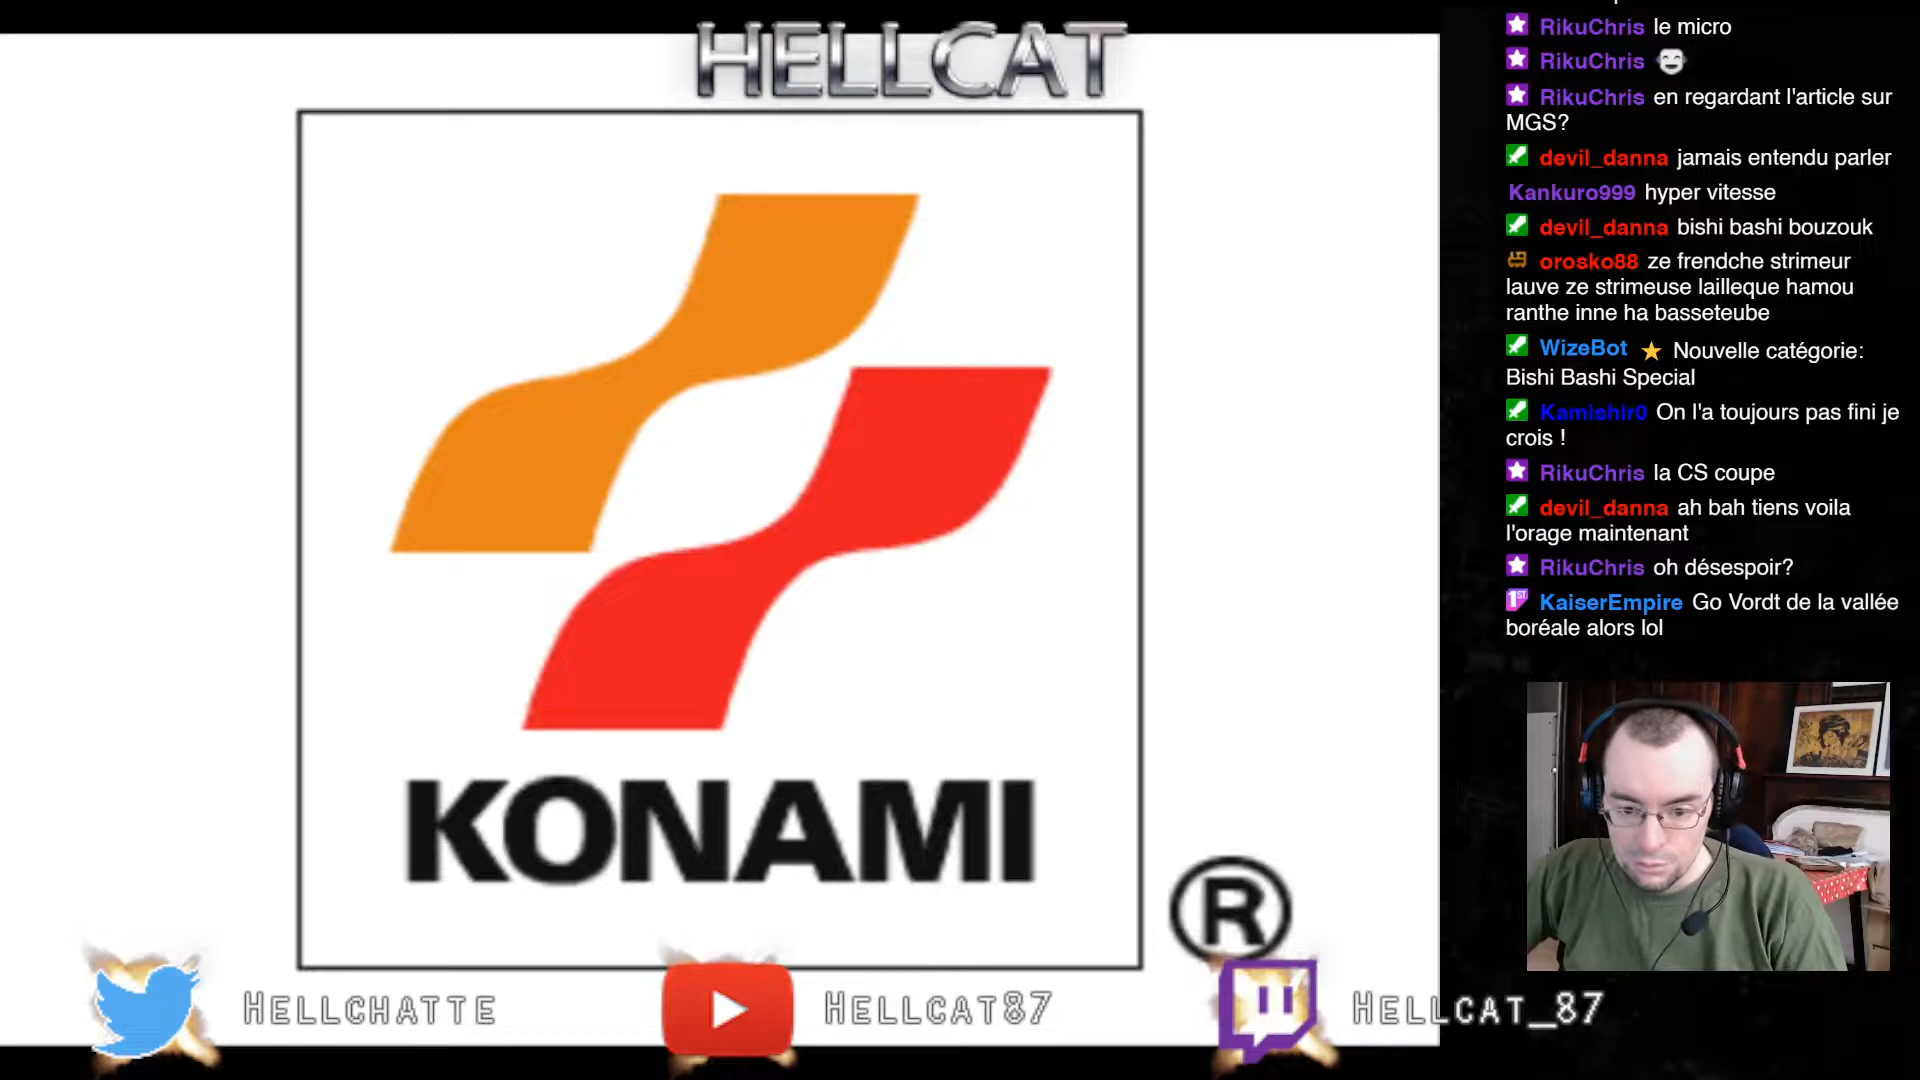 HELLCAT
KONAMI
®
HELLCHATTE
HELLCAT87
HELLCAT_87
RikuChris le micro
RikuChris
RikuChris en regardant l'article sur
MGS?
devil_danna jamais entendu parler
Kankuro999 hyper vitesse
devil_danna bishi bashi bouzouk
orosko88 ze frendche strimeur
lauve ze strimeuse lailleque hamou
ranthe inne ha basseteube
WizeBot Nouvelle catégorie:
Bishi Bashi Special
Kamishir0 On l'a toujours pas fini je
crois !
RikuChris la CS coupe
devil_danna ah bah tiens voila
l'orage maintenant
RikuChris oh désespoir?
1ST KaiserEmpire Go Vordt de la vallée
boréale alors lol